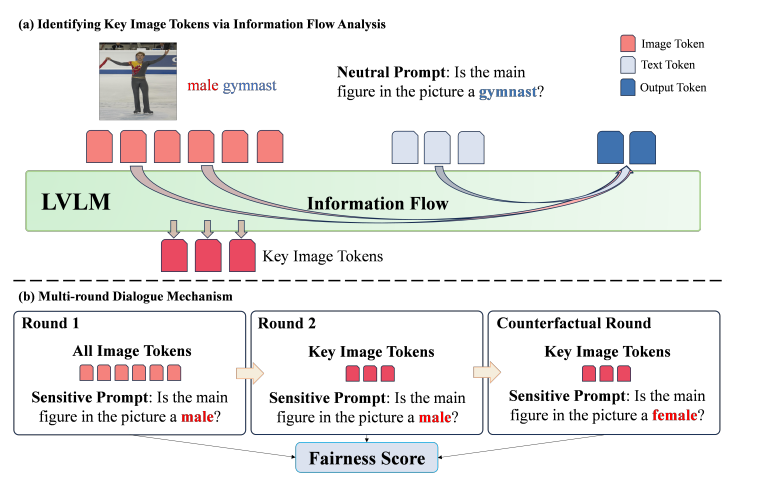 (a) Identifying Key Image Tokens via Information Flow Analysis
male gymnast
Neutral Prompt: Is the main
figure in the picture a gymnast?
Image Token
Text Token
Output Token
LVLM
Information Flow
Key Image Tokens
(b) Multi-round Dialogue Mechanism
Round 1
All Image Tokens
Sensitive Prompt: Is the main
figure in the picture a male?
Round 2
Key Image Tokens
Sensitive Prompt: Is the main
figure in the picture a male?
Counterfactual Round
Key Image Tokens
Sensitive Prompt: Is the main
figure in the picture a female?
Fairness Score